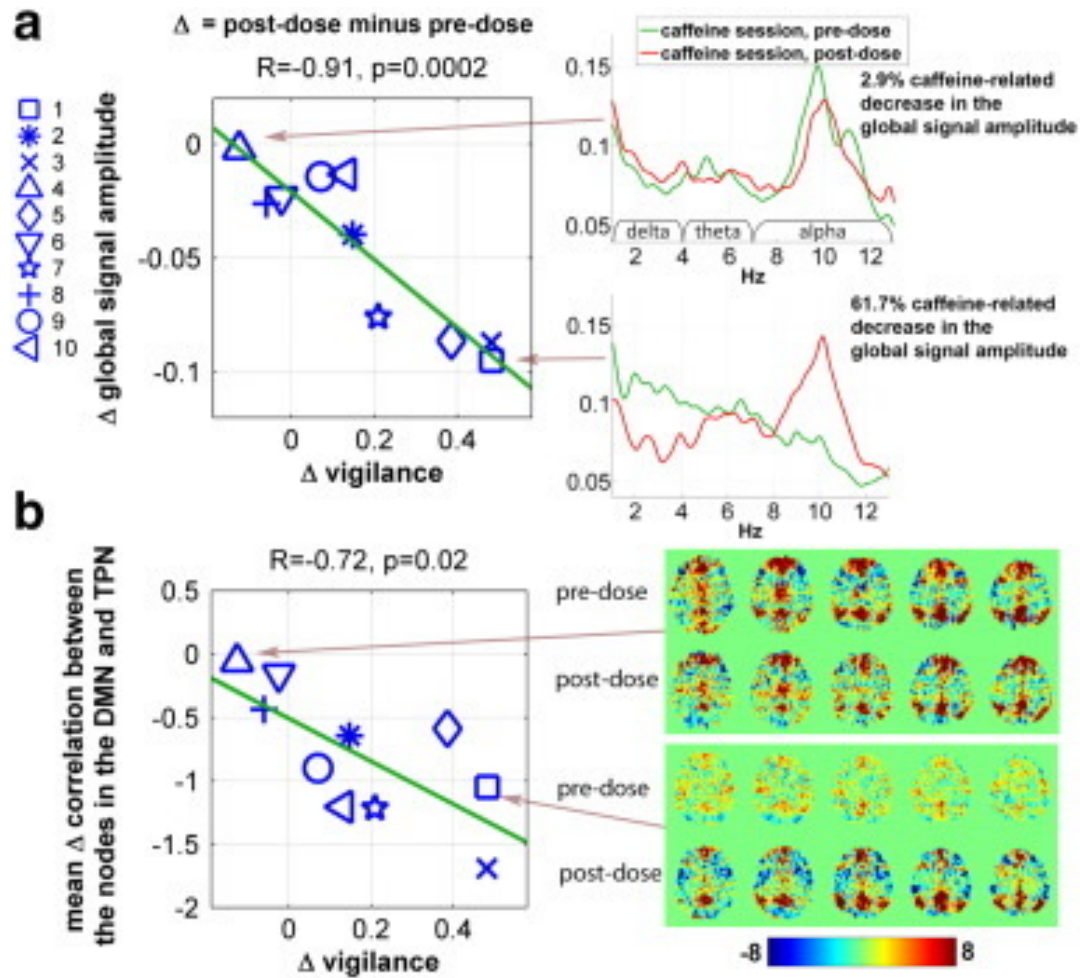 a
Δ = post-dose minus pre-dose
R=-0.91, p=0.0002
1
2
3
4
5
6
7
8
9
10
Δ global signal amplitude
0
-0.05
-0.1
0 0.2 0.4
Δ vigilance
caffeine session, pre-dose
caffeine session, post-dose
0.15
0.1
0.05
2.9% caffeine-related
decrease in the
global signal amplitude
delta theta alpha
2 4 6 8 10 12
Hz
61.7% caffeine-related
decrease in the
global signal amplitude
0.15
0.1
0.05
2 4 6 8 10 12
Hz
b
R=-0.72, p=0.02
mean Δ correlation between
the nodes in the DMN and TPN
0.5
0
-0.5
-1
-1.5
-2
0 0.2 0.4
Δ vigilance
pre-dose
post-dose
pre-dose
post-dose
-8 8